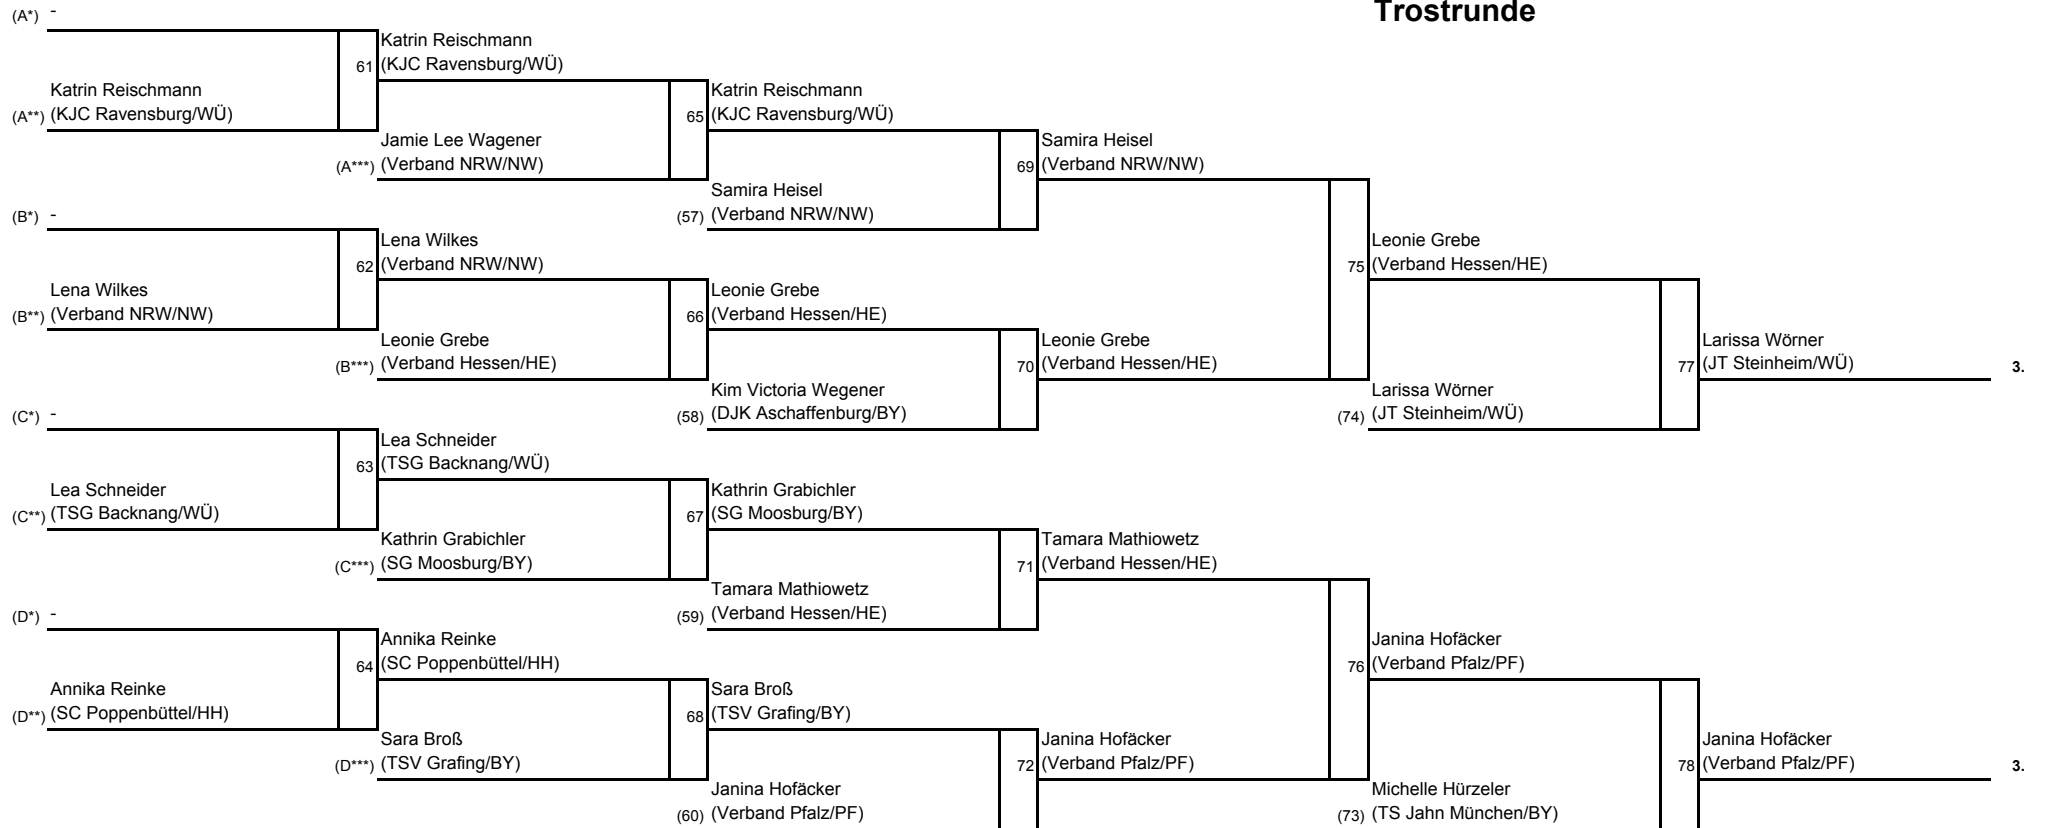 Trostrunde
(A*) -
61
Katrin Reischmann
(KJC Ravensburg/WÜ)
Katrin Reischmann
(A**) (KJC Ravensburg/WÜ)
65
Katrin Reischmann
(KJC Ravensburg/WÜ)
Jamie Lee Wagener
(A***) (Verband NRW/NW)
69
Samira Heisel
(Verband NRW/NW)
Samira Heisel
(57) (Verband NRW/NW)
(B*) -
62
Lena Wilkes
(Verband NRW/NW)
75
Leonie Grebe
(Verband Hessen/HE)
Lena Wilkes
(B**) (Verband NRW/NW)
66
Leonie Grebe
(Verband Hessen/HE)
Leonie Grebe
(B***) (Verband Hessen/HE)
70
Leonie Grebe
(Verband Hessen/HE)
77
Larissa Wörner
(JT Steinheim/WÜ)
3.
Kim Victoria Wegener
(58) (DJK Aschaffenburg/BY)
Larissa Wörner
(74) (JT Steinheim/WÜ)
(C*) -
63
Lea Schneider
(TSG Backnang/WÜ)
Lea Schneider
(C**) (TSG Backnang/WÜ)
67
Kathrin Grabichler
(SG Moosburg/BY)
Kathrin Grabichler
(C***) (SG Moosburg/BY)
71
Tamara Mathiowetz
(Verband Hessen/HE)
Tamara Mathiowetz
(59) (Verband Hessen/HE)
(D*) -
64
Annika Reinke
(SC Poppenbüttel/HH)
76
Janina Hofäcker
(Verband Pfalz/PF)
Annika Reinke
(D**) (SC Poppenbüttel/HH)
68
Sara Broß
(TSV Grafing/BY)
Sara Broß
(D***) (TSV Grafing/BY)
72
Janina Hofäcker
(Verband Pfalz/PF)
78
Janina Hofäcker
(Verband Pfalz/PF)
3.
Janina Hofäcker
(60) (Verband Pfalz/PF)
Michelle Hürzeler
(73) (TS Jahn München/BY)